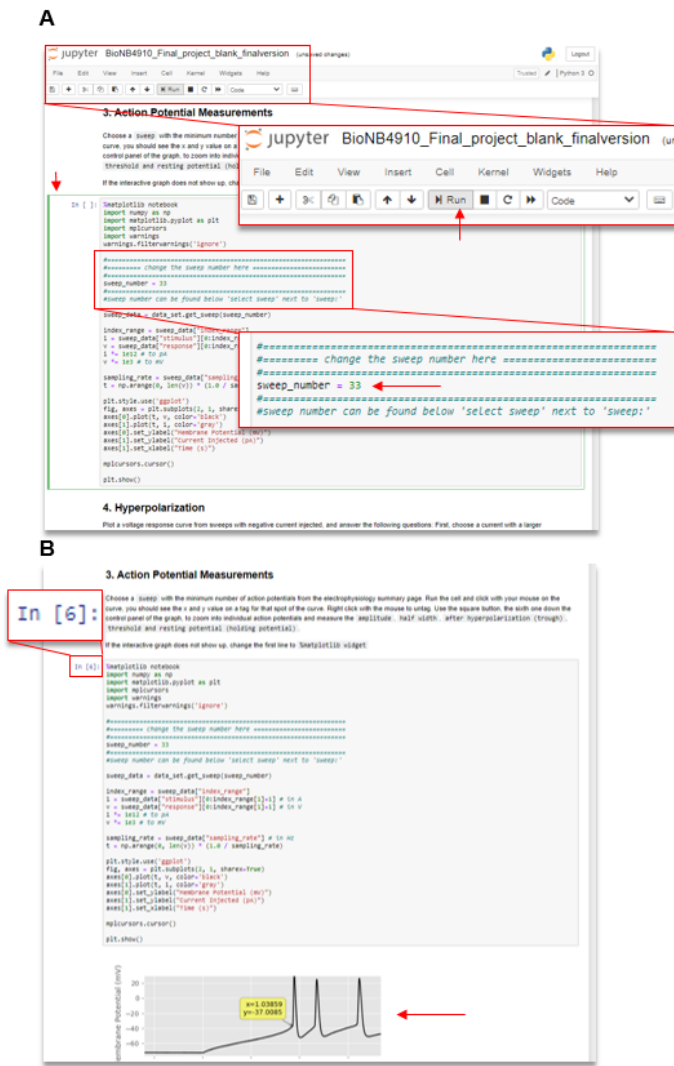 A
jupyter BioNB4910_Final_project_blank_finalversion (unsaved changes)
Logout
File Edit View Insert Cell Kernel Widgets Help
Trusted Python 3
Run Code
3. Action Potential Measurements
Choose a sweep with the minimum number
curve, you should see the x and y value on a
control panel of the graph, to zoom into indivi
threshold and resting potential (hol
If the interactive graph does not show up, cha
jupyter BioNB4910_Final_project_blank_finalversion (un
File Edit View Insert Cell Kernel Widgets Help
Run Code
In [ ]: %matplotlib notebook
import numpy as np
import matplotlib.pyplot as plt
import mplcursors
import warnings
warnings.filterwarnings('ignore')
#==========================================================
#========= change the sweep number here =======================
#==========================================================
sweep_number = 33
#==========================================================
#sweep number can be found below 'select sweep' next to 'sweep:'
sweep_data = data_set.get_sweep(sweep_number)
index_range = sweep_data["index_range"]
i = sweep_data["stimulus"][0:index_r
v = sweep_data["response"][0:index_r
i *= 1e12 # to pA
v *= 1e3 # to mV
sampling_rate = sweep_data["sampling
t = np.arange(0, len(v)) * (1.0 / sa
plt.style.use('ggplot')
fig, axes = plt.subplots(2, 1, share
axes[0].plot(t, v, color='black')
axes[1].plot(t, i, color='gray')
axes[0].set_ylabel("Membrane Potential (mV)")
axes[1].set_ylabel("Current Injected (pA)")
axes[1].set_xlabel("Time (s)")
mplcursors.cursor()
plt.show()
#==========================================================
#========= change the sweep number here =======================
#==========================================================
sweep_number = 33
#==========================================================
#sweep number can be found below 'select sweep' next to 'sweep:'
4. Hyperpolarization
Plot a voltage response curve from sweeps with negative current injected, and answer the following questions: First, choose a current with a larger
B
3. Action Potential Measurements
Choose a sweep with the minimum number of action potentials from the electrophysiology summary page. Run the cell and click with your mouse on the
curve, you should see the x and y value on a tag for that spot of the curve. Right click with the mouse to untag. Use the square button, the sixth one down the
control panel of the graph, to zoom into individual action potentials and measure the amplitude, half width, after hyperpolarization (trough),
threshold and resting potential (holding potential).
If the interactive graph does not show up, change the first line to %matplotlib widget
In [6]:
In [6]: %matplotlib notebook
import numpy as np
import matplotlib.pyplot as plt
import mplcursors
import warnings
warnings.filterwarnings('ignore')
#==========================================================
#========= change the sweep number here =======================
#==========================================================
sweep_number = 33
#==========================================================
#sweep number can be found below 'select sweep' next to 'sweep:'
sweep_data = data_set.get_sweep(sweep_number)
index_range = sweep_data["index_range"]
i = sweep_data["stimulus"][0:index_range[1]+1] # in A
v = sweep_data["response"][0:index_range[1]+1] # in V
i *= 1e12 # to pA
v *= 1e3 # to mV
sampling_rate = sweep_data["sampling_rate"] # in Hz
t = np.arange(0, len(v)) * (1.0 / sampling_rate)
plt.style.use('ggplot')
fig, axes = plt.subplots(2, 1, sharex=True)
axes[0].plot(t, v, color='black')
axes[1].plot(t, i, color='gray')
axes[0].set_ylabel("Membrane Potential (mV)")
axes[1].set_ylabel("Current Injected (pA)")
axes[1].set_xlabel("Time (s)")
mplcursors.cursor()
plt.show()
embrane Potential (mV)
20
0
−20
−40
−60
x=1.03859
y=-37.0085